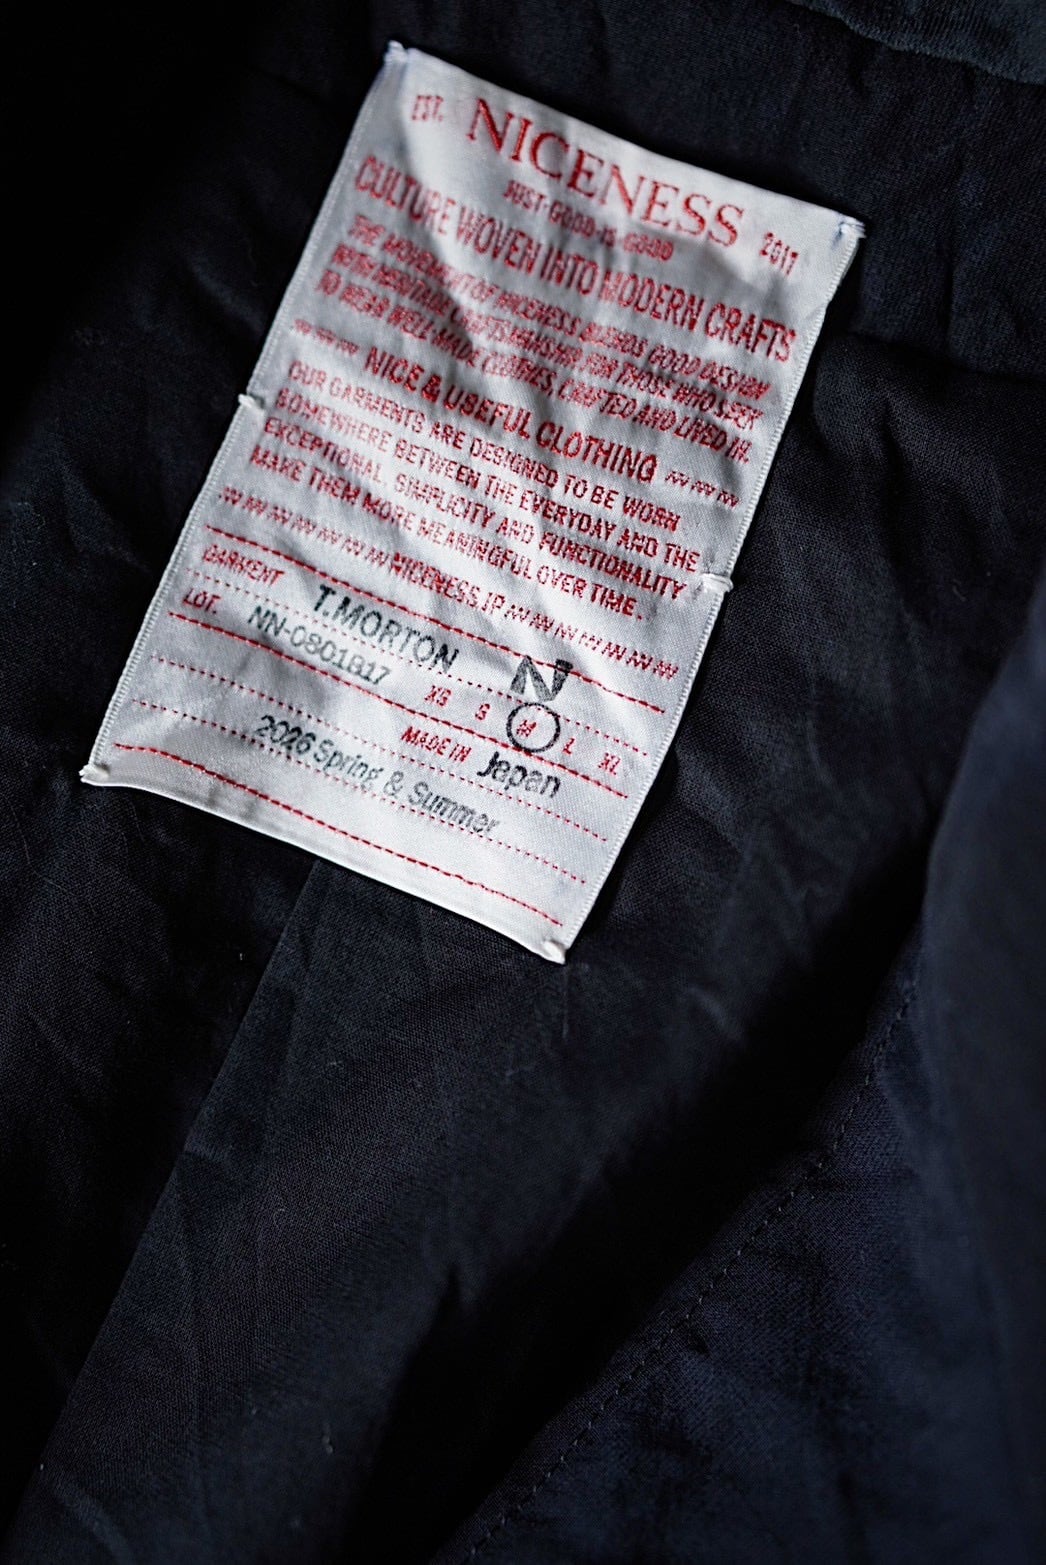 EST. NICENESS 2017
JUST GOOD IS GOOD
CULTURE WOVEN INTO MODERN CRAFTS
THE MOVEMENT OF NICENESS GOOD DESIGN
WITH HERITAGE CRAFTSMANSHIP FOR THOSE WHO SEEK
TO WEAR WELL-MADE CLOTHES, CRAFTED AND LIVED IN.
NICE & USEFUL CLOTHING
OUR GARMENTS ARE DESIGNED TO BE WORN
SOMEWHERE BETWEEN THE EVERYDAY AND THE
EXCEPTIONAL. SIMPLICITY AND FUNCTIONALITY
MAKE THEM MORE MEANINGFUL OVER TIME.
NICENESS.JP
GARMENT T.MORTON N
LOT. NN-0801B17 XS S M L XL
MADE IN Japan
2026 Spring & Summer